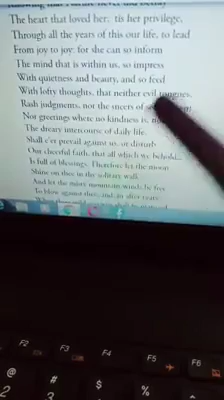 The heart that loved her: 'tis her privilege,
Through all the years of this our life, to lead
From joy to joy: for she can so inform
The mind that is within us, so impress
With quietness and beauty, and so feed
With lofty thoughts, that neither evil tongues,
Rash judgments, nor the sneers of
Nor greetings where no kindness is,
The dreary intercourse of daily life,
Shall e'er prevail against us, or disturb
Our cheerful faith, that all which we behold
Is full of blessings. Therefore let the moon
Shine on thee in thy solitary walk
And let the misty mountain-winds be free
To blow against thee: and, in after years,
F2
F3
F4
F5
F6
@
2
#
3
$
4
%